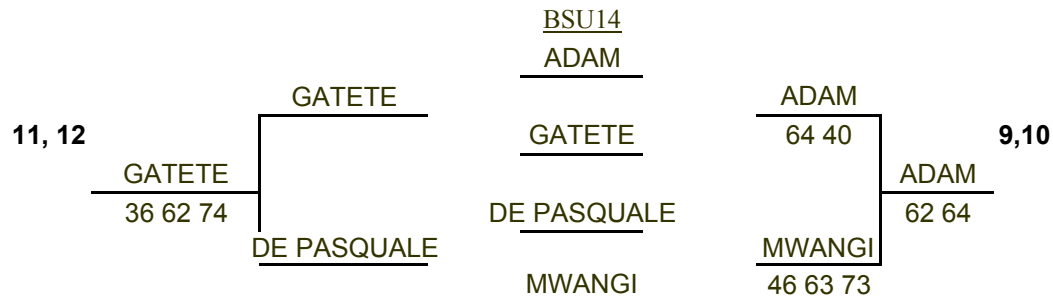 BSU14
ADAM
GATETE
ADAM
11, 12
GATETE
64 40
9,10
GATETE
ADAM
36 62 74
DE PASQUALE
62 64
DE PASQUALE
MWANGI
MWANGI
46 63 73